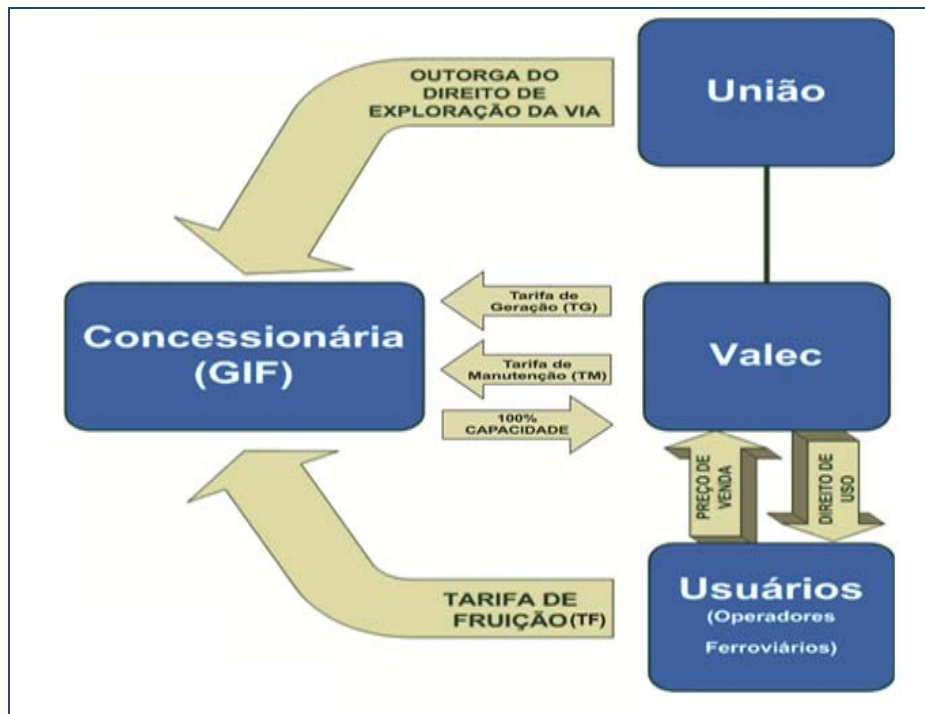 OUTORGA DO
DIREITO DE
EXPLORAÇÃO DA VIA
União
Concessionária
(GIF)
Tarifa de
Geração (TG)
Tarifa de
Manutenção (TM)
100%
CAPACIDADE
Valec
PREÇO DE
VENDA
DIREITO DE
USO
TARIFA DE
FRUIÇÃO(TF)
Usuários
(Operadores
Ferroviários)